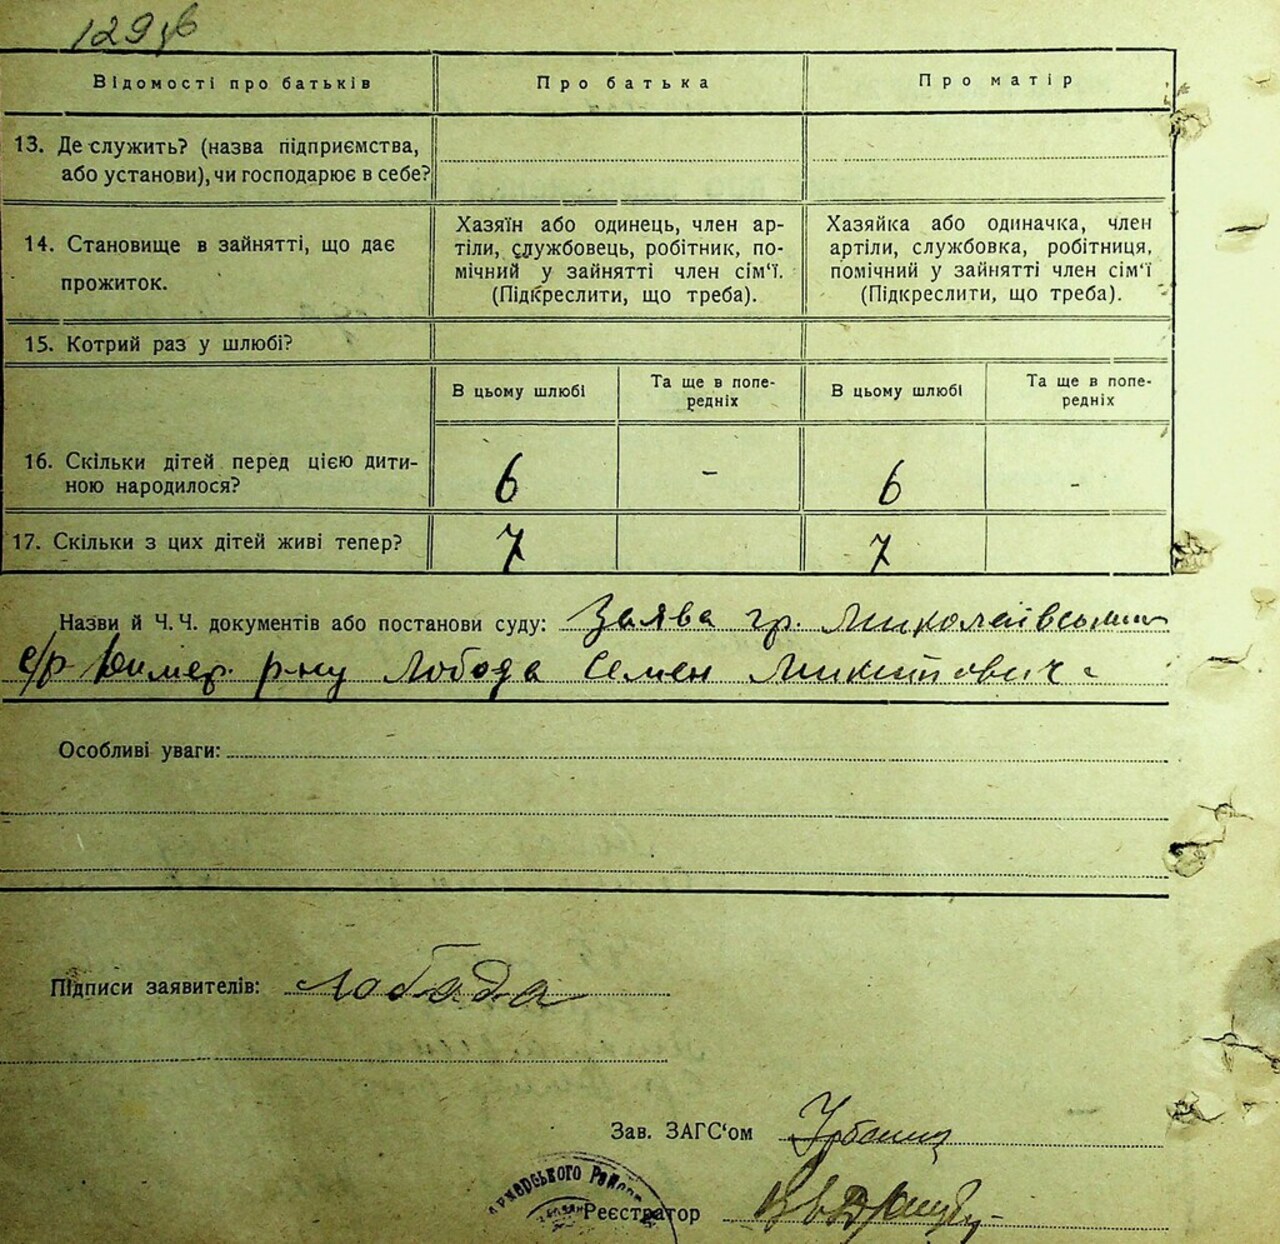 129
Відомості про батьків
Про батька
Про матір
13. Де служить? (назва підприємства,
або установи), чи господарює в себе?
14. Становище в зайнятті, що дає
прожиток.
Хазяїн або одинець, член ар-
тіли, службовець, робітник, по-
мічний у зайнятті член сім‘ї.
(Підкреслити, що треба).
Хазяйка або одиначка, член
артіли, службовка, робітниця,
помічний у зайнятті член сім‘ї
(Підкреслити, що треба).
15. Котрий раз у шлюбі?
В цьому шлюбі
Та ще в попе-
редніх
В цьому шлюбі
Та ще в попе-
редніх
16. Скільки дітей перед цією дити-
ною народилося?
6 - 6 -
17. Скільки з цих дітей живі тепер?
7 7
Назви й Ч. Ч. документів або постанови суду: Заява гр. Миколаївської
с/р р-ну Лобода Семен Микитович
Особливі уваги:
Підписи заявителів: Лобода
Зав. ЗАГС‘ом
Реєстратор